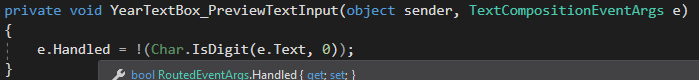 private void YearTextBox_PreviewTextInput(object sender, TextCompositionEventArgs e)
{
e.Handled = !(Char.IsDigit(e.Text, 0));
}
bool RoutedEventArgs.Handled { get; set; }